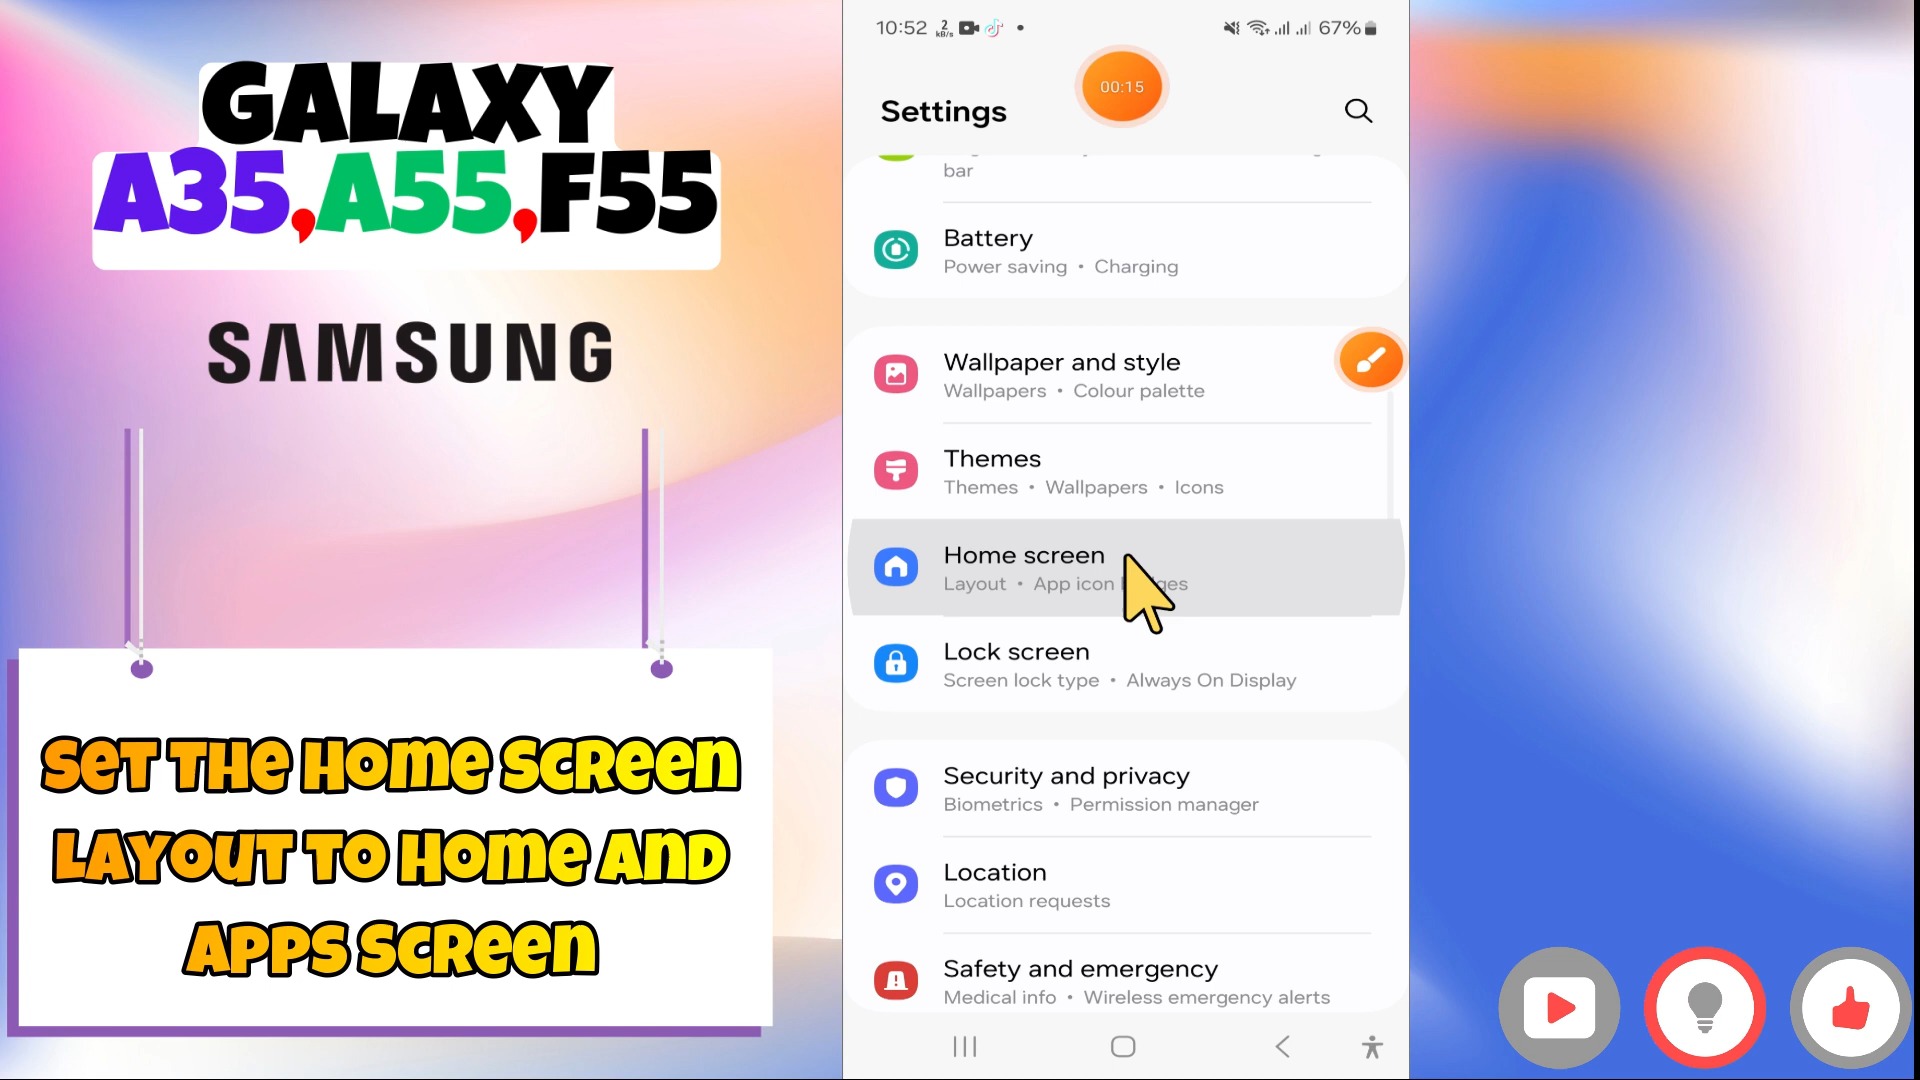 GALAXY
A35,A55,F55
SAMSUNG
SET THE HOME SCREEN
LAYOUT TO HOME AND
APPS SCREEN
10:52 2 kB/s 67%
00:15
Settings
bar
Battery
Power saving • Charging
Wallpaper and style
Wallpapers • Colour palette
Themes
Themes • Wallpapers • Icons
Home screen
Layout • App icon
Lock screen
Screen lock type • Always On Display
Security and privacy
Biometrics • Permission manager
Location
Location requests
Safety and emergency
Medical info • Wireless emergency alerts